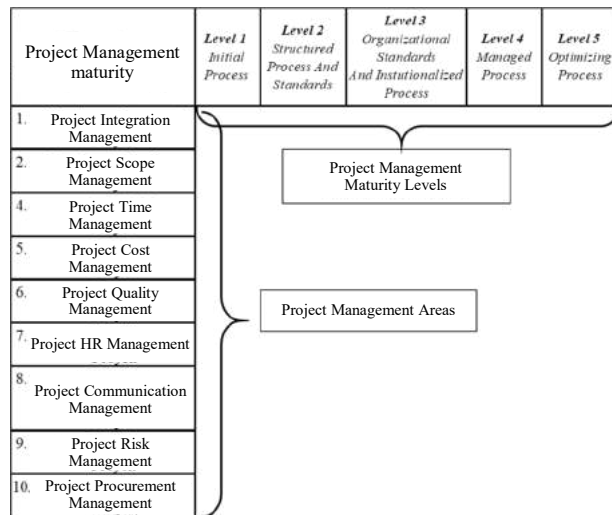 Project Management
maturity
Level 1
Initial
Process
Level 2
Structured
Process And
Standards
Level 3
Organizational
Standards
And Instutionalized
Process
Level 4
Managed
Process
Level 5
Optimizing
Process
1. Project Integration
Management
2. Project Scope
Management
4. Project Time
Management
5. Project Cost
Management
6. Project Quality
Management
7. Project HR Management
8. Project Communication
Management
9. Project Risk
Management
10. Project Procurement
Management
Project Management
Maturity Levels
Project Management Areas